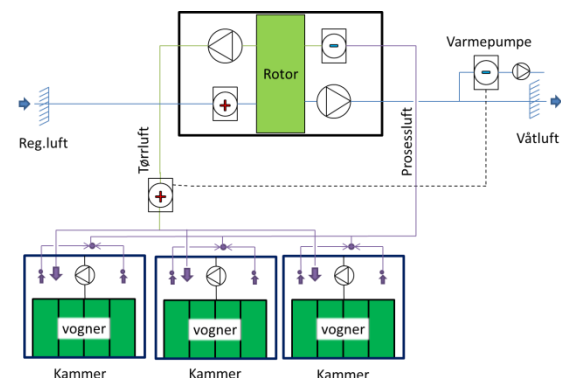 Varmepumpe
Rotor
Reg.luft
Tørrluft
Prosessluft
Våtluft
vogner
vogner
vogner
Kammer
Kammer
Kammer